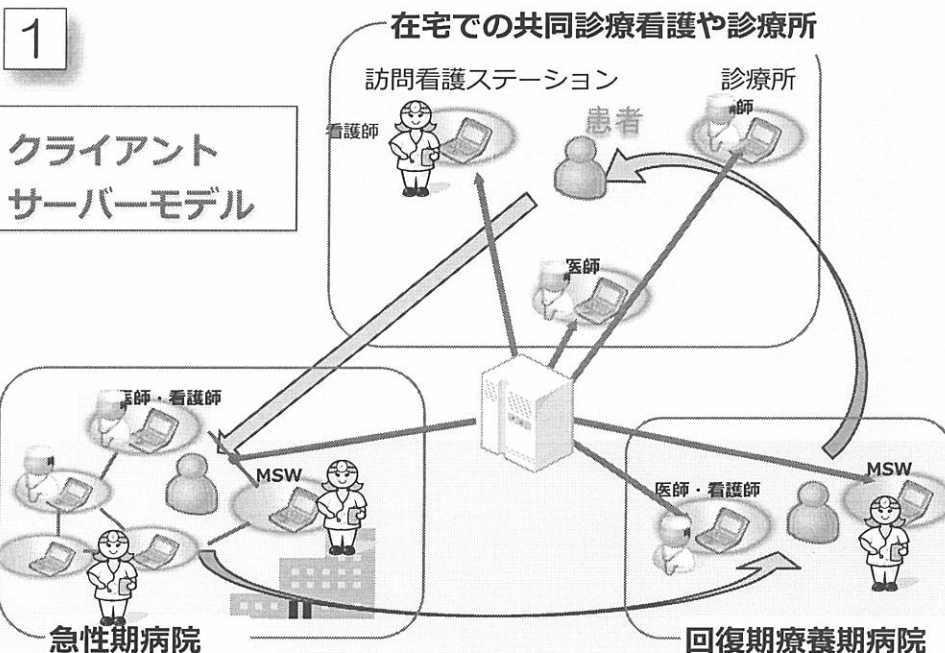 1
在宅での共同診療看護や診療所
訪問看護ステーション
診療所
看護師
師
患者
クライアント
サーバーモデル
医師
医師・看護師
MSW
MSW
医師・看護師
急性期病院
回復期療養期病院